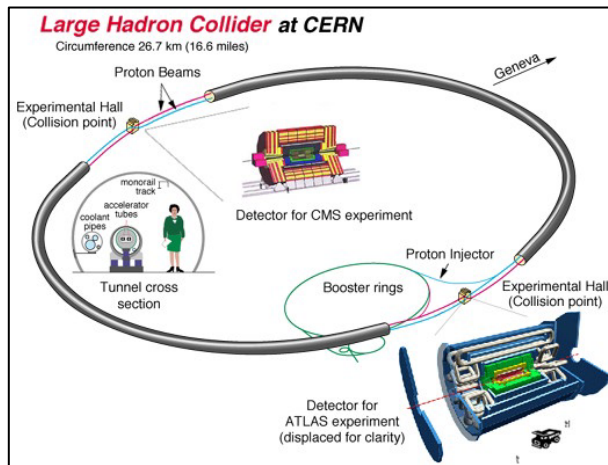 Large Hadron Collider at CERN
Circumference 26.7 km (16.6 miles)
Geneva
Proton Beams
Experimental Hall
(Collision point)
monorail
track
accelerator
tubes
coolant
pipes
Detector for CMS experiment
Tunnel cross
section
Proton Injector
Booster rings
Experimental Hall
(Collision point)
Detector for
ATLAS experiment
(displaced for clarity)